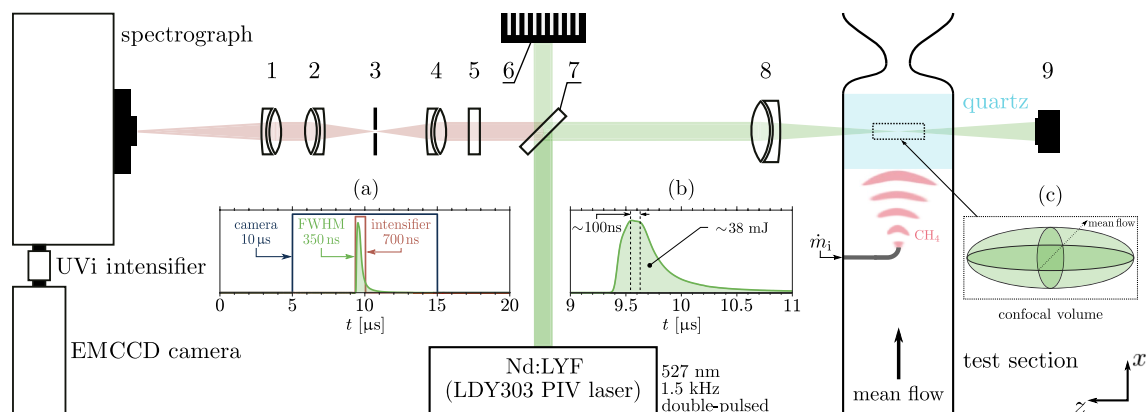 spectrograph
1 2 3 4 5 6 7 8 9
quartz
(a)
camera
10 μs
FWHM
350 ns
intensifier
700 ns
0 5 10 15 20
t [μs]
(b)
~100ns
~38 mJ
9 9.5 10 10.5 11
t [μs]
CH₄
ṁᵢ
(c)
mean flow
confocal volume
UVi intensifier
EMCCD camera
Nd:LYF
(LDY303 PIV laser)
527 nm
1.5 kHz
double-pulsed
mean flow
test section
x
z